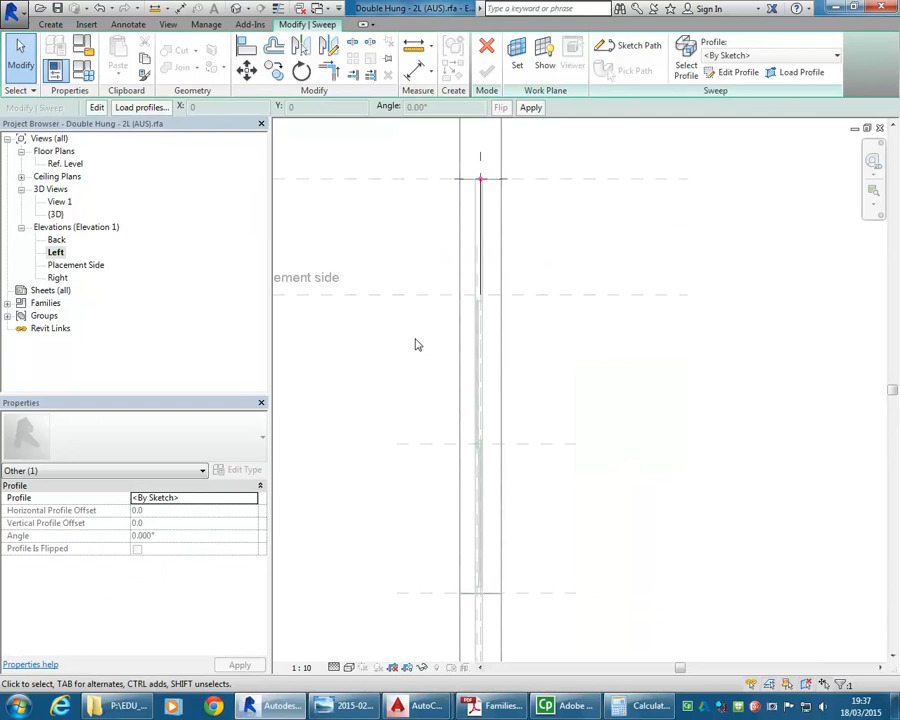 Double Hung - 2L (AUS).rfa - E...
Type a keyword or phrase
Sign In
Create
Insert
Annotate
View
Manage
Add-Ins
Modify | Sweep
Modify
Paste
Cut
Join
Set
Show
Viewer
Sketch Path
Pick Path
Select Profile
Profile:
<By Sketch>
Edit Profile
Load Profile
Select
Properties
Clipboard
Geometry
Modify
Measure
Create
Mode
Work Plane
Sweep
Modify | Sweep
Edit
Load profiles...
X: 0
Y: 0
Angle: 0.00°
Flip
Apply
Project Browser - Double Hung - 2L (AUS).rfa
Views (all)
Floor Plans
Ref. Level
Ceiling Plans
3D Views
View 1
{3D}
Elevations (Elevation 1)
Back
Left
Placement Side
Right
Sheets (all)
Families
Groups
Revit Links
Properties
Other (1)
Edit Type
Profile
Profile <By Sketch>
Horizontal Profile Offset 0.0
Vertical Profile Offset 0.0
Angle 0.000°
Profile Is Flipped
Properties help
Apply
ement side
1 : 10
Click to select, TAB for alternates, CTRL adds, SHIFT unselects.
:1
P:\EDU_...
Autodes...
2015-02...
AutoC...
Families...
Adobe ...
Calculat...
19:37
18/03/2015